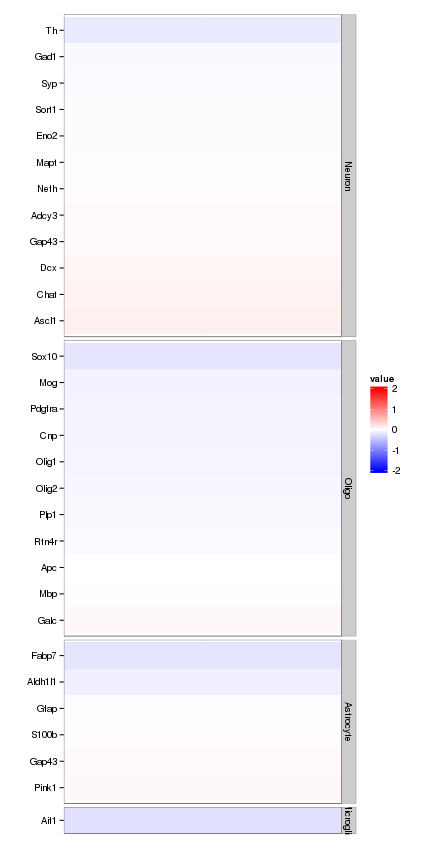 Th
Gad1
Syp
Sort1
Eno2
Mapt
Nefh
Adcy3
Gap43
Dcx
Chat
Ascl1
Neuron
Sox10
Mog
Pdgfra
Cnp
Olig1
Olig2
Plp1
Rtn4r
Apc
Mbp
Galc
Oligo
Fabp7
Aldh1l1
Gfap
S100b
Gap43
Pink1
Astrocyte
Aif1
value
2
1
0
-1
-2